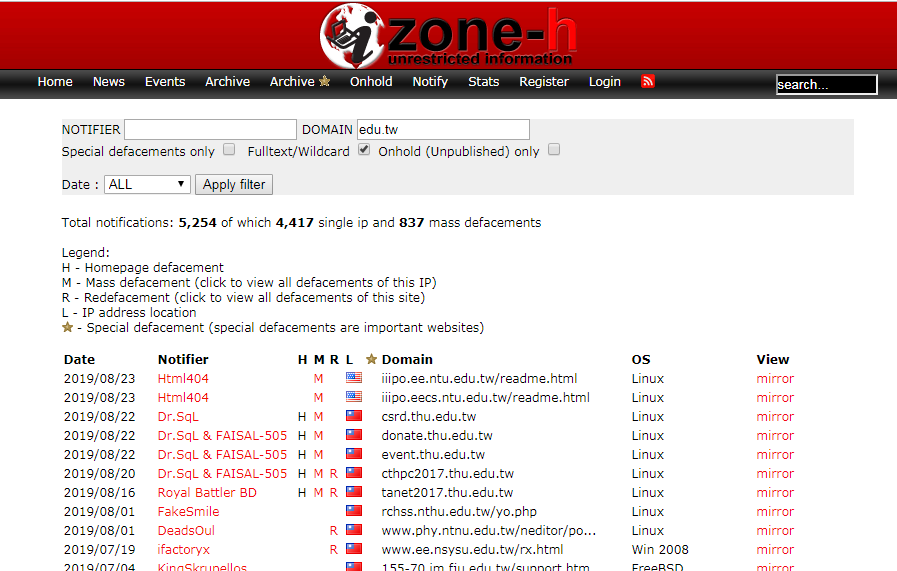 zone-h
unrestricted information
Home News Events Archive Archive Onhold Notify Stats Register Login search...
NOTIFIER DOMAIN edu.tw
Special defacements only Fulltext/Wildcard Onhold (Unpublished) only
Date : ALL Apply filter
Total notifications: 5,254 of which 4,417 single ip and 837 mass defacements
Legend:
H - Homepage defacement
M - Mass defacement (click to view all defacements of this IP)
R - Redefacement (click to view all defacements of this site)
L - IP address location
- Special defacement (special defacements are important websites)
Date Notifier H M R L Domain OS View
2019/08/23 Html404 M iiipo.ee.ntu.edu.tw/readme.html Linux mirror
2019/08/23 Html404 M iiipo.eecs.ntu.edu.tw/readme.html Linux mirror
2019/08/22 Dr.SqL H M csrd.thu.edu.tw Linux mirror
2019/08/22 Dr.SqL & FAISAL-505 H M donate.thu.edu.tw Linux mirror
2019/08/22 Dr.SqL & FAISAL-505 H M event.thu.edu.tw Linux mirror
2019/08/20 Dr.SqL & FAISAL-505 H M R cthpc2017.thu.edu.tw Linux mirror
2019/08/16 Royal Battler BD H M R tanet2017.thu.edu.tw Linux mirror
2019/08/01 FakeSmile rchss.nthu.edu.tw/yo.php Linux mirror
2019/08/01 DeadsOul R www.phy.ntnu.edu.tw/neditor/po... Linux mirror
2019/07/19 ifactoryx R www.ee.nsysu.edu.tw/rx.html Win 2008 mirror
2019/07/04 KingSkrupellos 155-70.im.fju.edu.tw/support.htm FreeBSD mirror